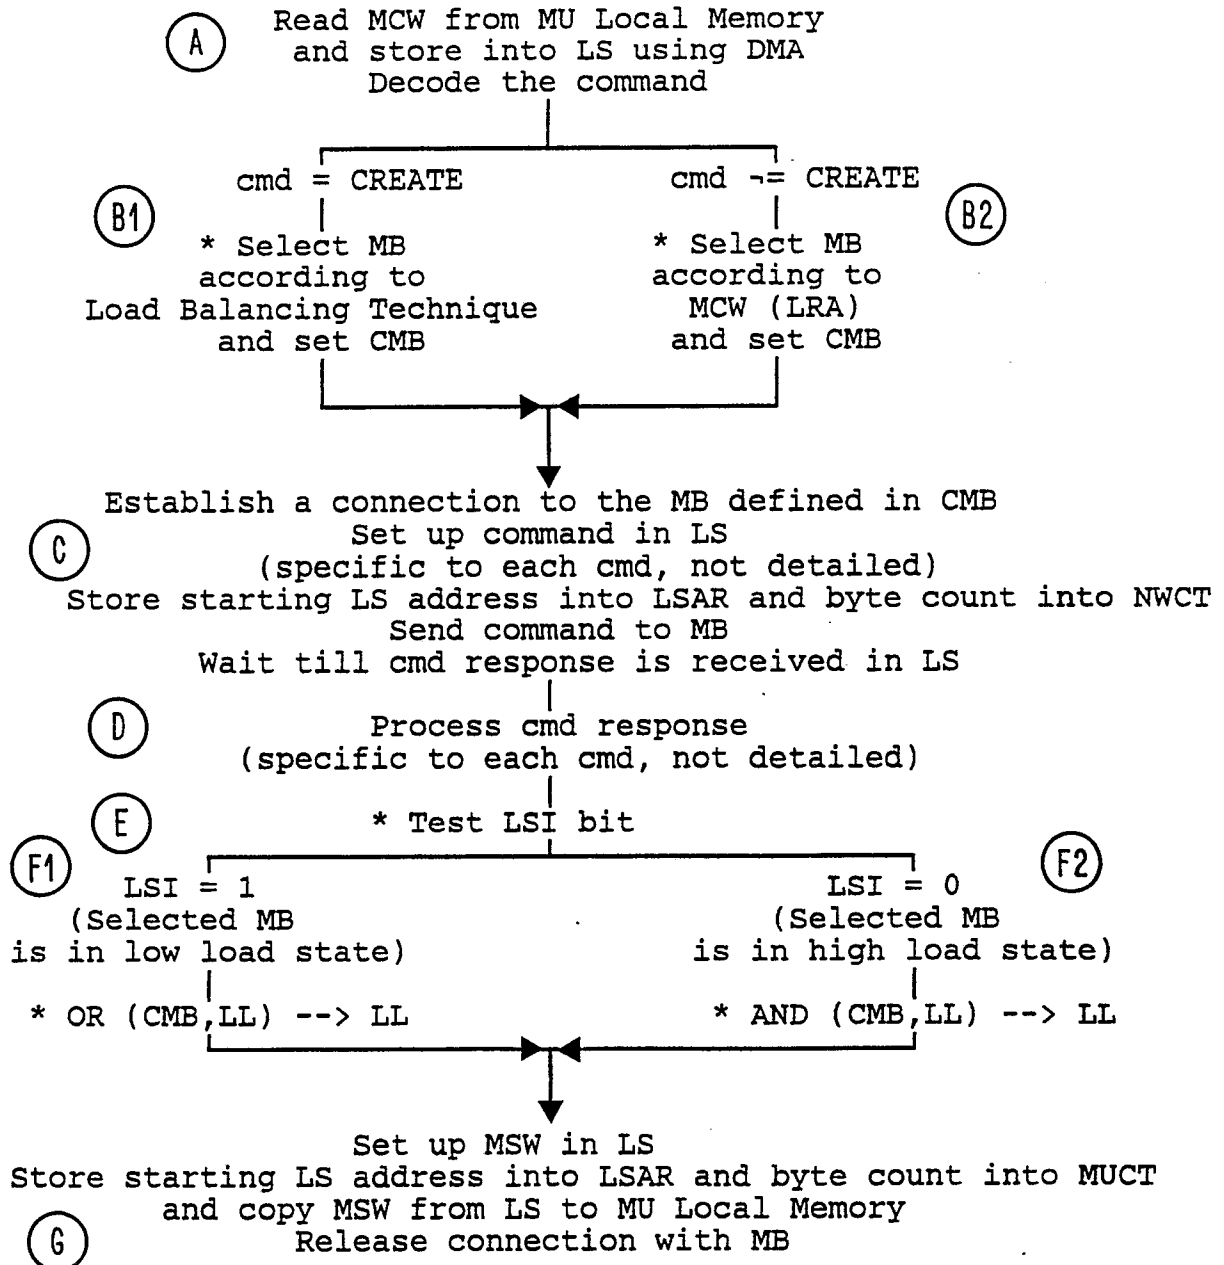 A
Read MCW from MU Local Memory
and store into LS using DMA
Decode the command
cmd = CREATE
cmd ¬= CREATE
B1
B2
* Select MB
according to
Load Balancing Technique
and set CMB
* Select MB
according to
MCW (LRA)
and set CMB
Establish a connection to the MB defined in CMB
C
Set up command in LS
(specific to each cmd, not detailed)
Store starting LS address into LSAR and byte count into NWCT
Send command to MB
Wait till cmd response is received in LS
D
Process cmd response
(specific to each cmd, not detailed)
E
* Test LSI bit
F1
LSI = 1
(Selected MB
is in low load state)
* OR (CMB,LL) --> LL
F2
LSI = 0
(Selected MB
is in high load state)
* AND (CMB,LL) --> LL
Set up MSW in LS
Store starting LS address into LSAR and byte count into MUCT
and copy MSW from LS to MU Local Memory
G
Release connection with MB